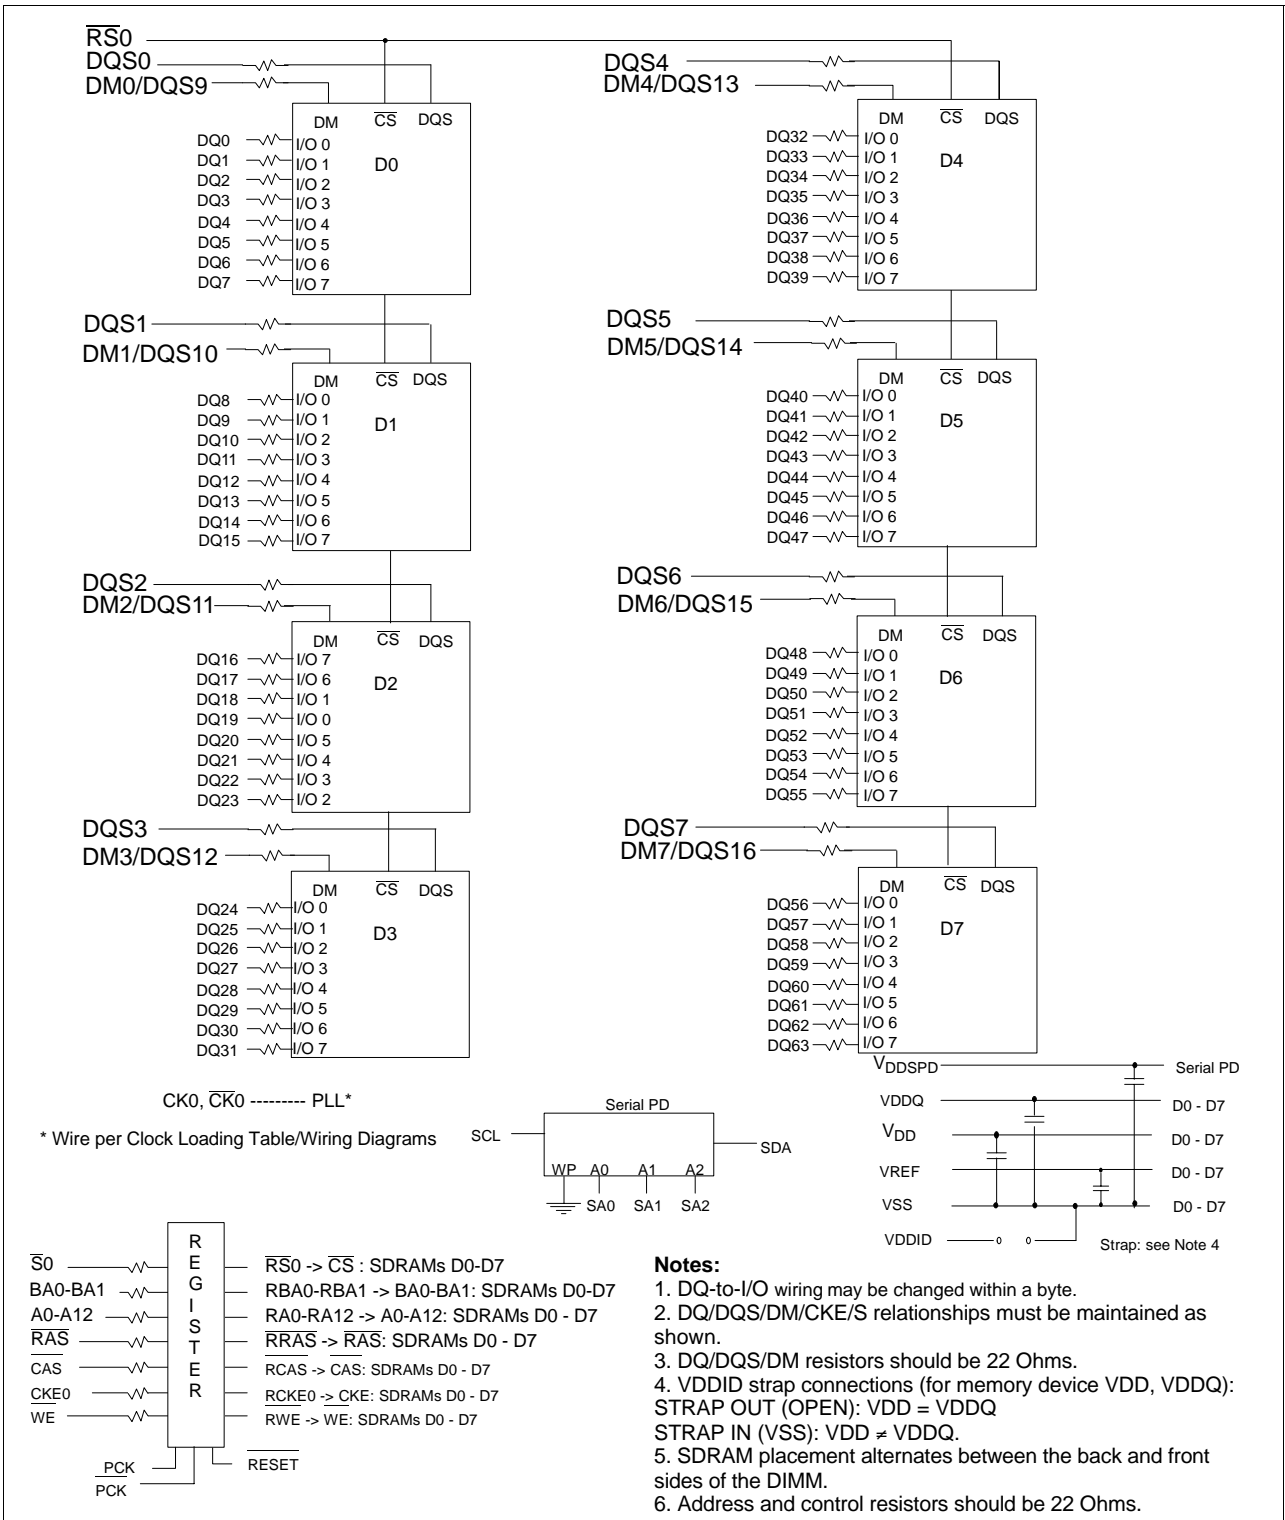 RS0
DQS0
DM0/DQS9
DM CS DQS
D0
DQ0 I/O 0
DQ1 I/O 1
DQ2 I/O 2
DQ3 I/O 3
DQ4 I/O 4
DQ5 I/O 5
DQ6 I/O 6
DQ7 I/O 7
DQS1
DM1/DQS10
DM CS DQS
D1
DQ8 I/O 0
DQ9 I/O 1
DQ10 I/O 2
DQ11 I/O 3
DQ12 I/O 4
DQ13 I/O 5
DQ14 I/O 6
DQ15 I/O 7
DQS2
DM2/DQS11
DM CS DQS
D2
DQ16 I/O 7
DQ17 I/O 6
DQ18 I/O 1
DQ19 I/O 0
DQ20 I/O 5
DQ21 I/O 4
DQ22 I/O 3
DQ23 I/O 2
DQS3
DM3/DQS12
DM CS DQS
D3
DQ24 I/O 0
DQ25 I/O 1
DQ26 I/O 2
DQ27 I/O 3
DQ28 I/O 4
DQ29 I/O 5
DQ30 I/O 6
DQ31 I/O 7
DQS4
DM4/DQS13
DM CS DQS
D4
DQ32 I/O 0
DQ33 I/O 1
DQ34 I/O 2
DQ35 I/O 3
DQ36 I/O 4
DQ37 I/O 5
DQ38 I/O 6
DQ39 I/O 7
DQS5
DM5/DQS14
DM CS DQS
D5
DQ40 I/O 0
DQ41 I/O 1
DQ42 I/O 2
DQ43 I/O 3
DQ44 I/O 4
DQ45 I/O 5
DQ46 I/O 6
DQ47 I/O 7
DQS6
DM6/DQS15
DM CS DQS
D6
DQ48 I/O 0
DQ49 I/O 1
DQ50 I/O 2
DQ51 I/O 3
DQ52 I/O 4
DQ53 I/O 5
DQ54 I/O 6
DQ55 I/O 7
DQS7
DM7/DQS16
DM CS DQS
D7
DQ56 I/O 0
DQ57 I/O 1
DQ58 I/O 2
DQ59 I/O 3
DQ60 I/O 4
DQ61 I/O 5
DQ62 I/O 6
DQ63 I/O 7
CK0, CK0 --------- PLL*
* Wire per Clock Loading Table/Wiring Diagrams
Serial PD
SCL
SDA
WP A0 A1 A2
SA0 SA1 SA2
VDDSPD Serial PD
VDDQ D0 - D7
VDD D0 - D7
VREF D0 - D7
VSS D0 - D7
VDDID Strap: see Note 4
REGISTER
S0 RS0 -> CS : SDRAMs D0-D7
BA0-BA1 RBA0-RBA1 -> BA0-BA1: SDRAMs D0-D7
A0-A12 RA0-RA12 -> A0-A12: SDRAMs D0 - D7
RAS RRAS -> RAS: SDRAMs D0 - D7
CAS RCAS -> CAS: SDRAMs D0 - D7
CKE0 RCKE0 -> CKE: SDRAMs D0 - D7
WE RWE -> WE: SDRAMs D0 - D7
PCK RESET
PCK
Notes:
1. DQ-to-I/O wiring may be changed within a byte.
2. DQ/DQS/DM/CKE/S relationships must be maintained as
shown.
3. DQ/DQS/DM resistors should be 22 Ohms.
4. VDDID strap connections (for memory device VDD, VDDQ):
STRAP OUT (OPEN): VDD = VDDQ
STRAP IN (VSS): VDD ≠ VDDQ.
5. SDRAM placement alternates between the back and front
sides of the DIMM.
6. Address and control resistors should be 22 Ohms.